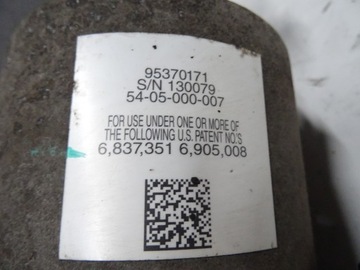 95370171
S/N 130079
54-05-000-007
FOR USE UNDER ONE OR MORE OF
THE FOLLOWING U.S. PATENT NO.'S
6,837,351 6,905,008